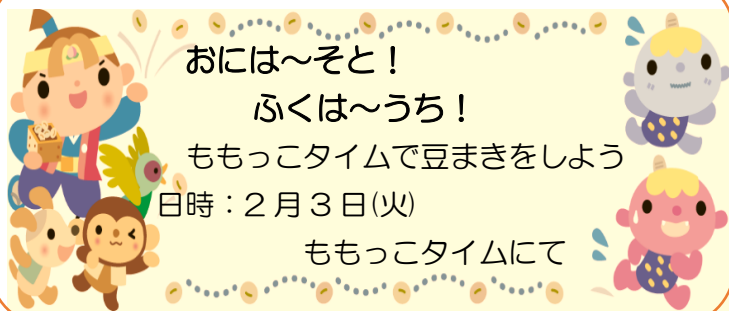 おには～そと！
ふくは～うち！
ももっこタイムで豆まきをしよう
日時：２月３日(火)
ももっこタイムにて